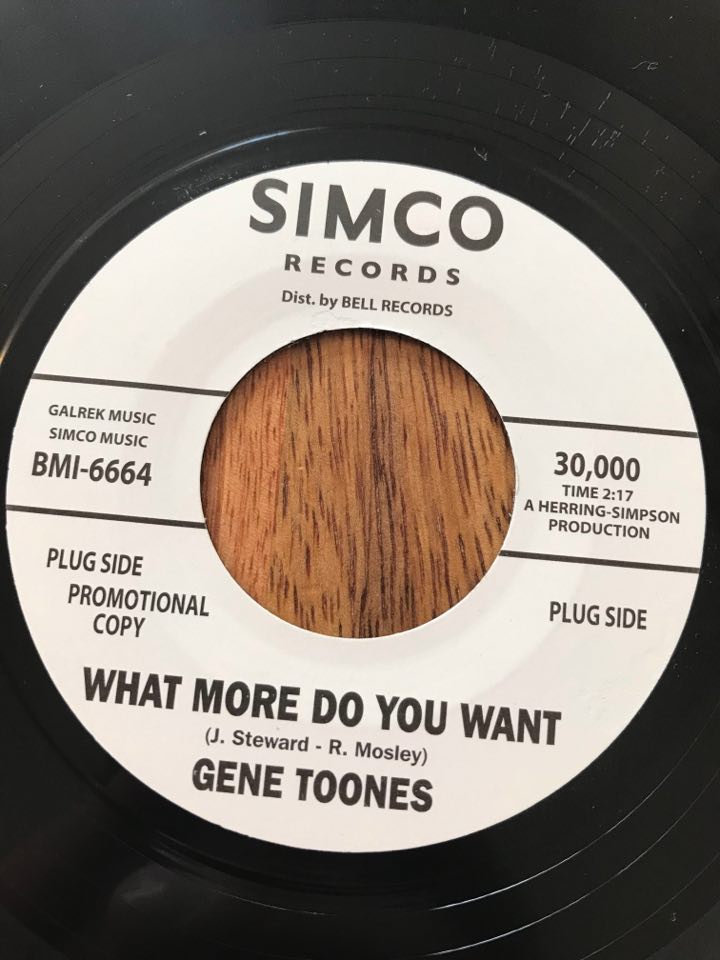 SIMCO
RECORDS
Dist. by BELL RECORDS
GALREK MUSIC
SIMCO MUSIC
BMI-6664
30,000
TIME 2:17
A HERRING-SIMPSON
PRODUCTION
PLUG SIDE
PROMOTIONAL
COPY
PLUG SIDE
WHAT MORE DO YOU WANT
(J. Steward - R. Mosley)
GENE TOONES